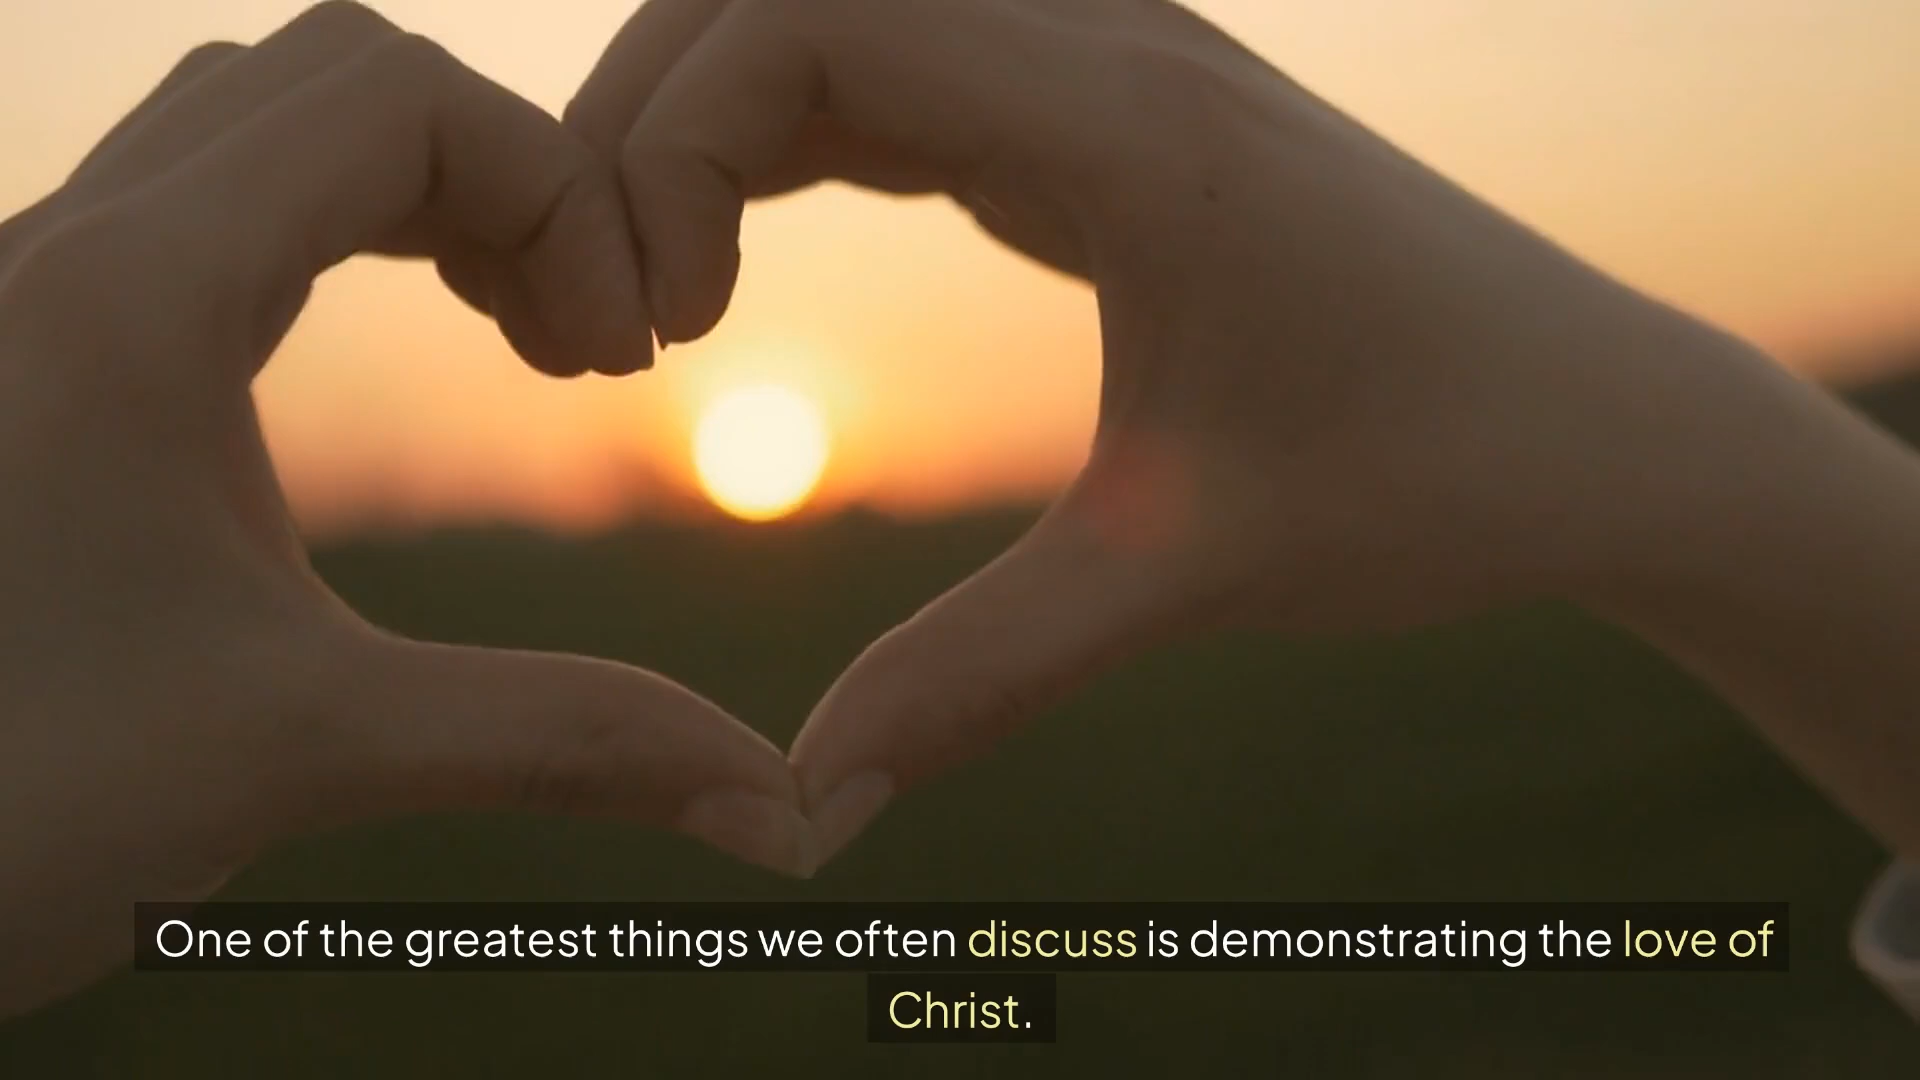 One of the greatest things we often discuss is demonstrating the love of
Christ.